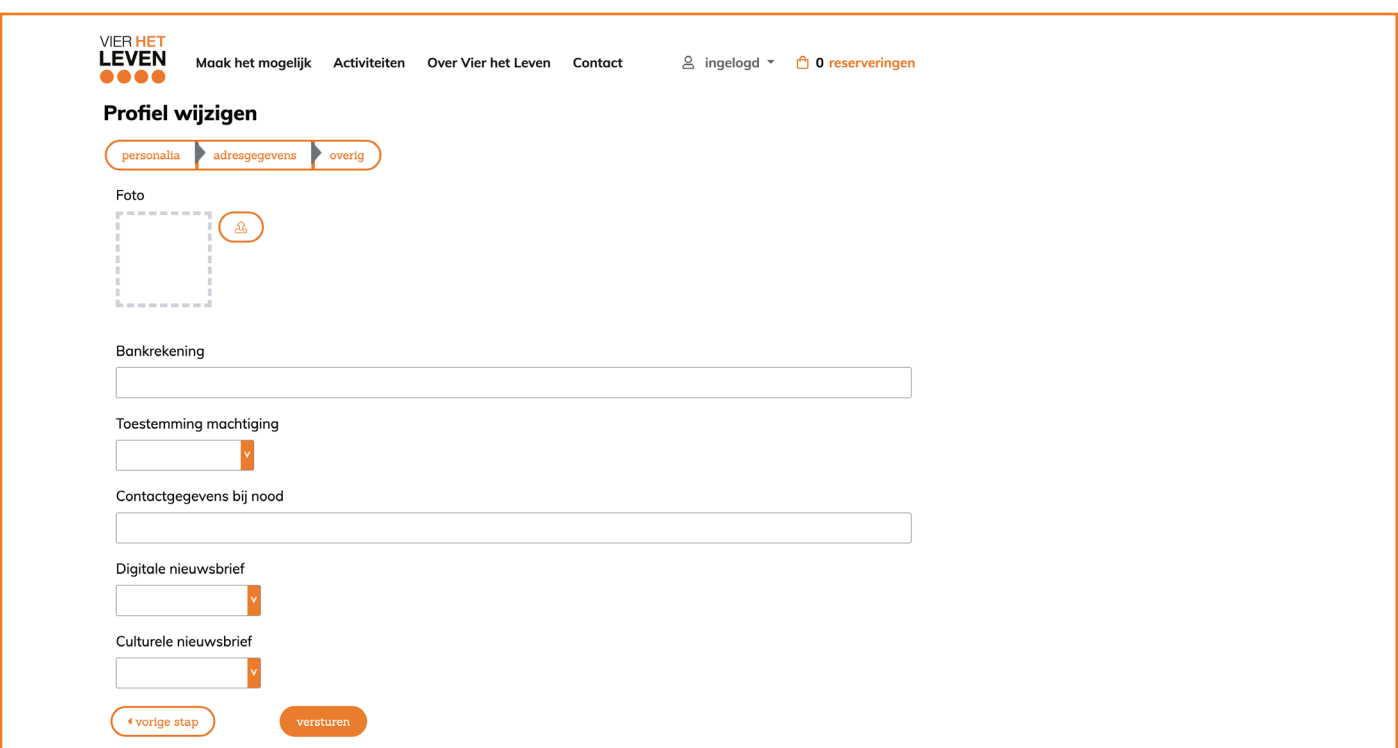 VIER HET
LEVEN
Maak het mogelijk Activiteiten Over Vier het Leven Contact ingelogd 0 reserveringen
Profiel wijzigen
personalia adresgegevens overig
Foto
Bankrekening
Toestemming machtiging
Contactgegevens bij nood
Digitale nieuwsbrief
Culturele nieuwsbrief
vorige stap versturen